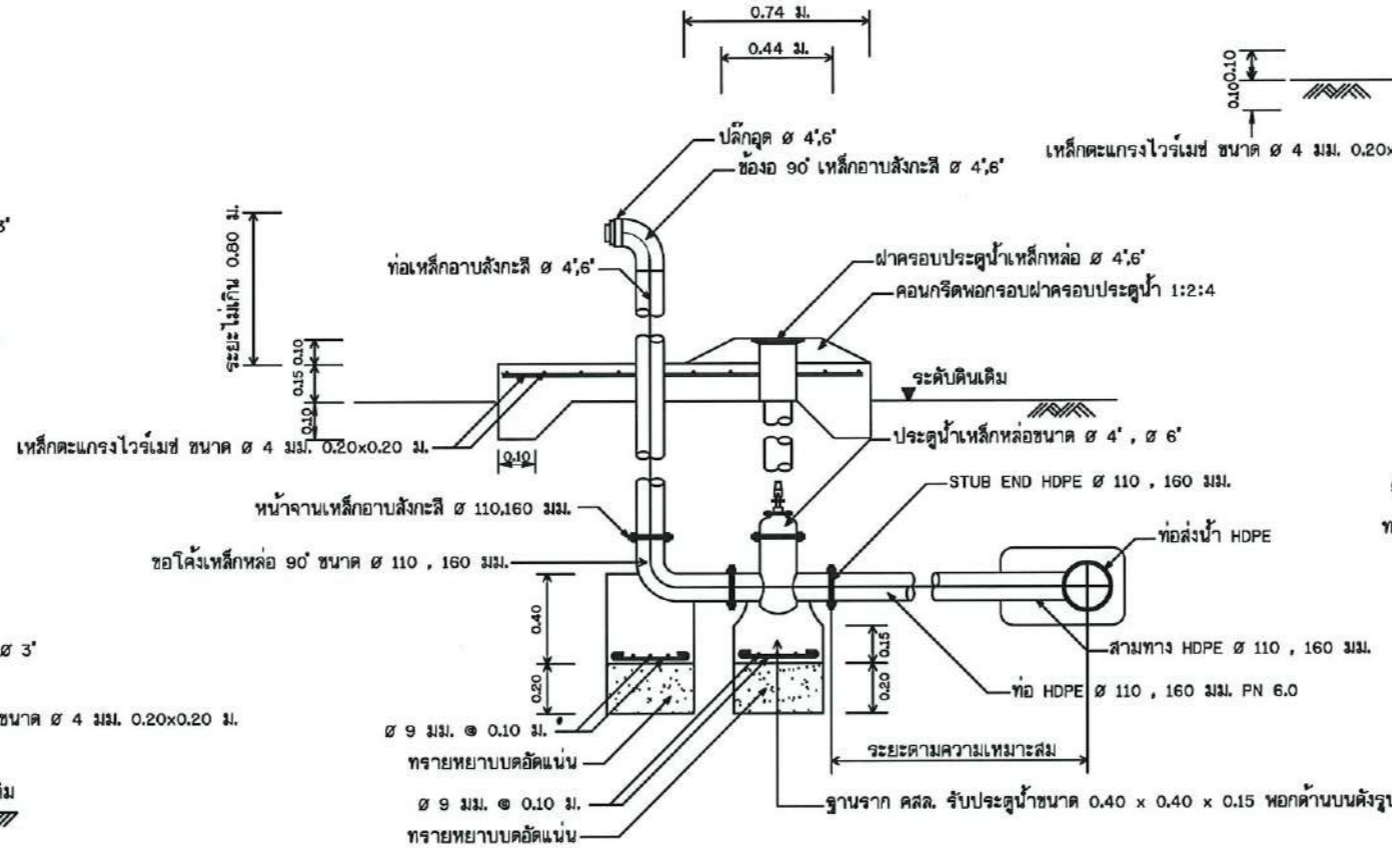 0.74 ม.
0.44 ม.
0.10
0.10
ปลั๊กอุด Ø 4",6"
ข้องอ 90° เหล็กอาบสังกะสี Ø 4",6"
เหล็กตะแกรงไวร์เมช ขนาด Ø 4 มม. 0.20x
3"
ระยะไม่เกิน 0.80 ม.
ท่อเหล็กอาบสังกะสี Ø 4",6"
ฝาครอบประตูน้ำเหล็กหล่อ Ø 4",6"
คอนกรีตพอกรอบฝาครอบประตูน้ำ 1:2:4
0.10
0.15
0.10
ระดับดินเดิม
เหล็กตะแกรงไวร์เมช ขนาด Ø 4 มม. 0.20x0.20 ม.
0.10
ประตูน้ำเหล็กหล่อขนาด Ø 4" , Ø 6"
STUB END HDPE Ø 110 , 160 มม.
หน้าจานเหล็กอาบสังกะสี Ø 110,160 มม.
ท่อส่งน้ำ HDPE
ขอโค้งเหล็กหล่อ 90° ขนาด Ø 110 , 160 มม.
0.40
0.20
0.15
0.20
สามทาง HDPE Ø 110 , 160 มม.
Ø 3"
ท่อ HDPE Ø 110 , 160 มม. PN 6.0
ขนาด Ø 4 มม. 0.20x0.20 ม.
Ø 9 มม. @ 0.10 ม.
ระยะตามความเหมาะสม
ทรายหยาบบดอัดแน่น
Ø 9 มม. @ 0.10 ม.
ฐานราก คสล. รับประตูน้ำขนาด 0.40 x 0.40 x 0.15 พอกด้านบนดังรูป
ทรายหยาบบดอัดแน่น